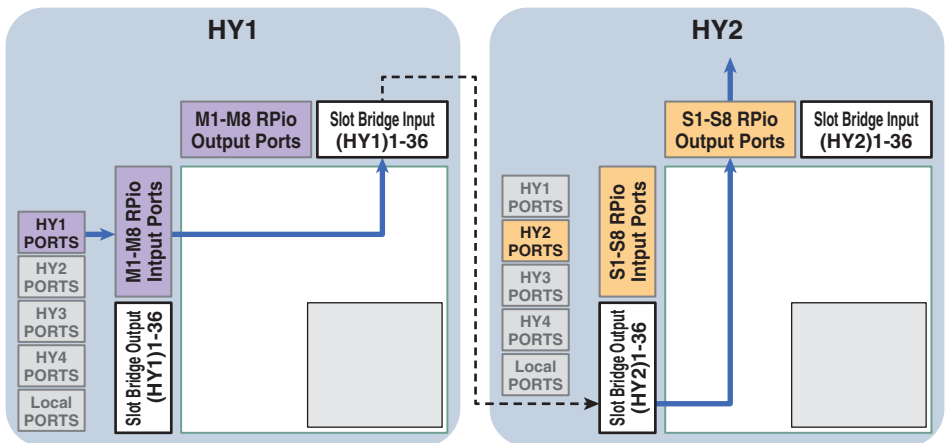 HY1
M1-M8 RPio
Output Ports
Slot Bridge Input
(HY1)1-36
M1-M8 RPio
Intput Ports
HY1
PORTS
HY2
PORTS
HY3
PORTS
HY4
PORTS
Local
PORTS
Slot Bridge Output
(HY1)1-36
HY2
S1-S8 RPio
Output Ports
Slot Bridge Input
(HY2)1-36
HY1
PORTS
HY2
PORTS
HY3
PORTS
HY4
PORTS
Local
PORTS
S1-S8 RPio
Intput Ports
Slot Bridge Output
(HY2)1-36